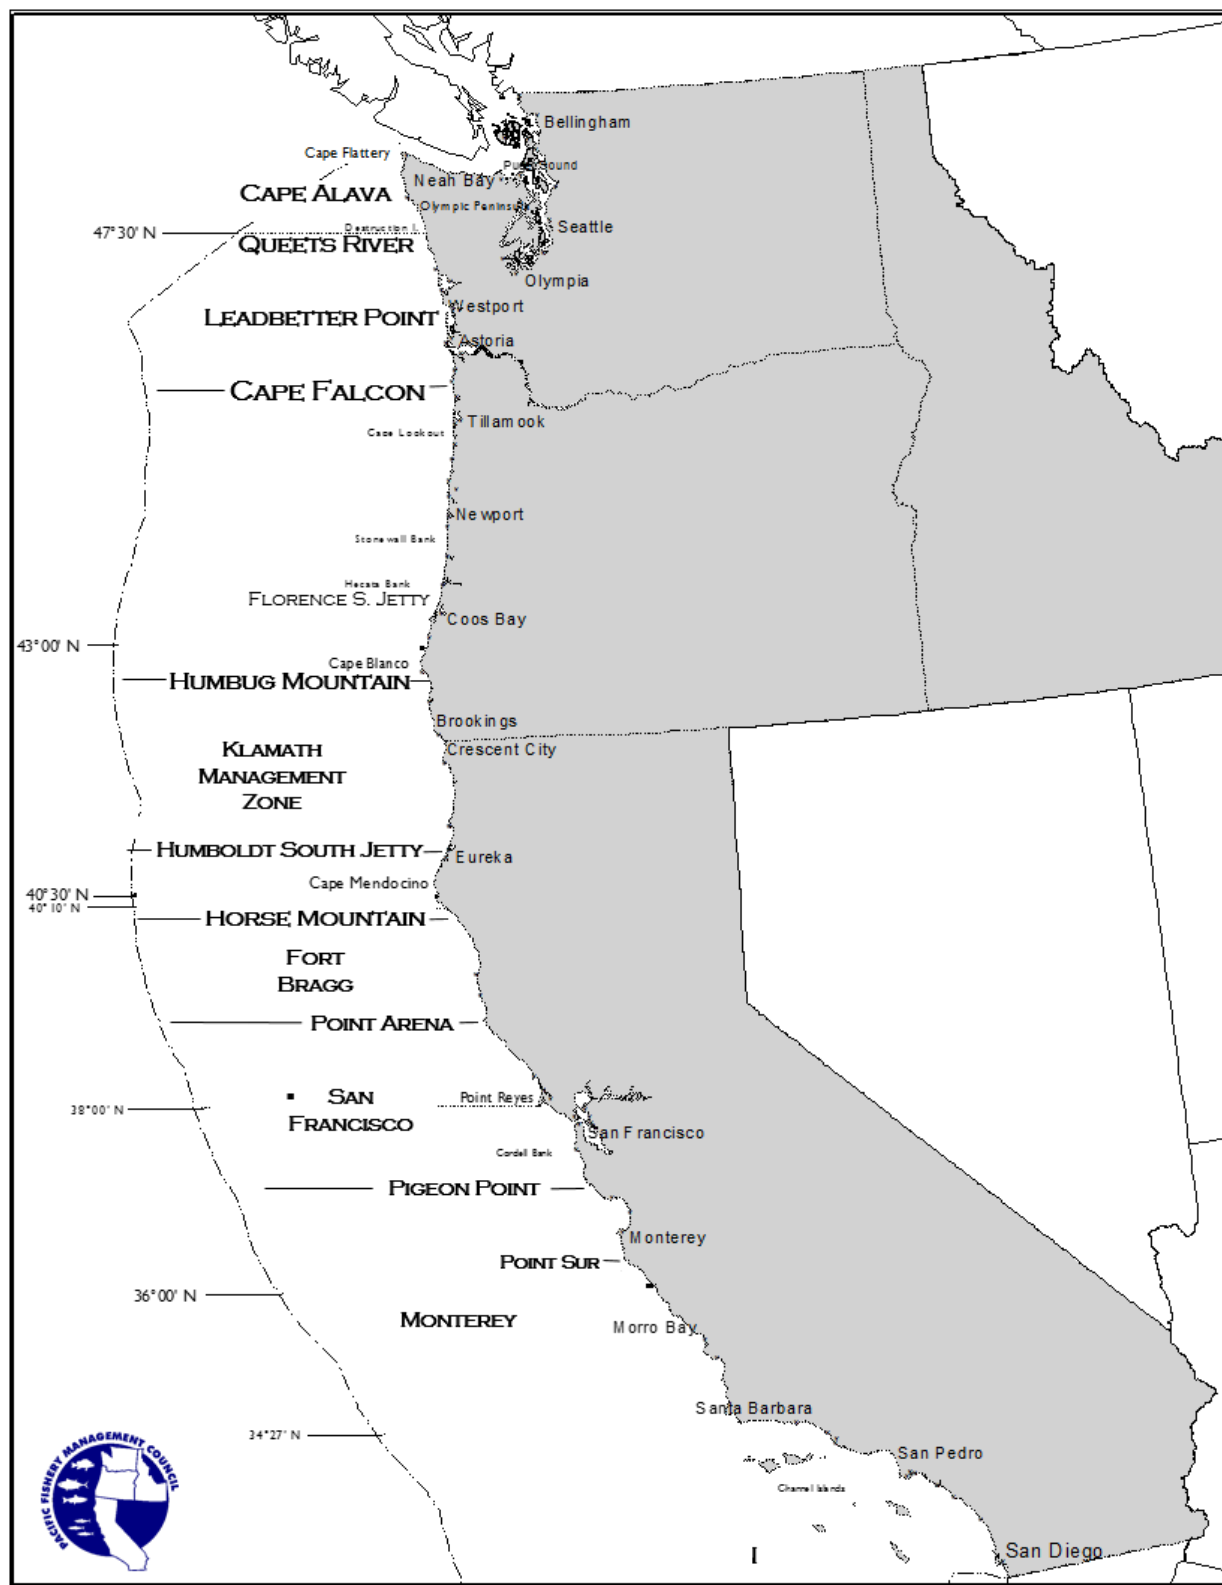 Bellingham
Cape Flattery
Sound
Neah Bay
CAPE ALAVA
Olympic Peninsula
47°30' N
Destruction I.
Seattle
QUEETS RIVER
Olympia
Westport
LEADBETTER POINT
Astoria
CAPE FALCON
Tillamook
Cape Lookout
Newport
Stonewall Bank
Heceta Bank
FLORENCE S. JETTY
Coos Bay
43°00' N
Cape Blanco
HUMBUG MOUNTAIN
Brookings
Crescent City
KLAMATH
MANAGEMENT
ZONE
HUMBOLDT SOUTH JETTY
Eureka
Cape Mendocino
40°30' N
40°10' N
HORSE MOUNTAIN
FORT
BRAGG
POINT ARENA
SAN
FRANCISCO
Point Reyes
38°00' N
San Francisco
Cordell Bank
PIGEON POINT
Monterey
POINT SUR
36°00' N
MONTEREY
Morro Bay
Santa Barbara
34°27' N
San Pedro
Channel Islands
PACIFIC FISHERY MANAGEMENT COUNCIL
I
San Diego